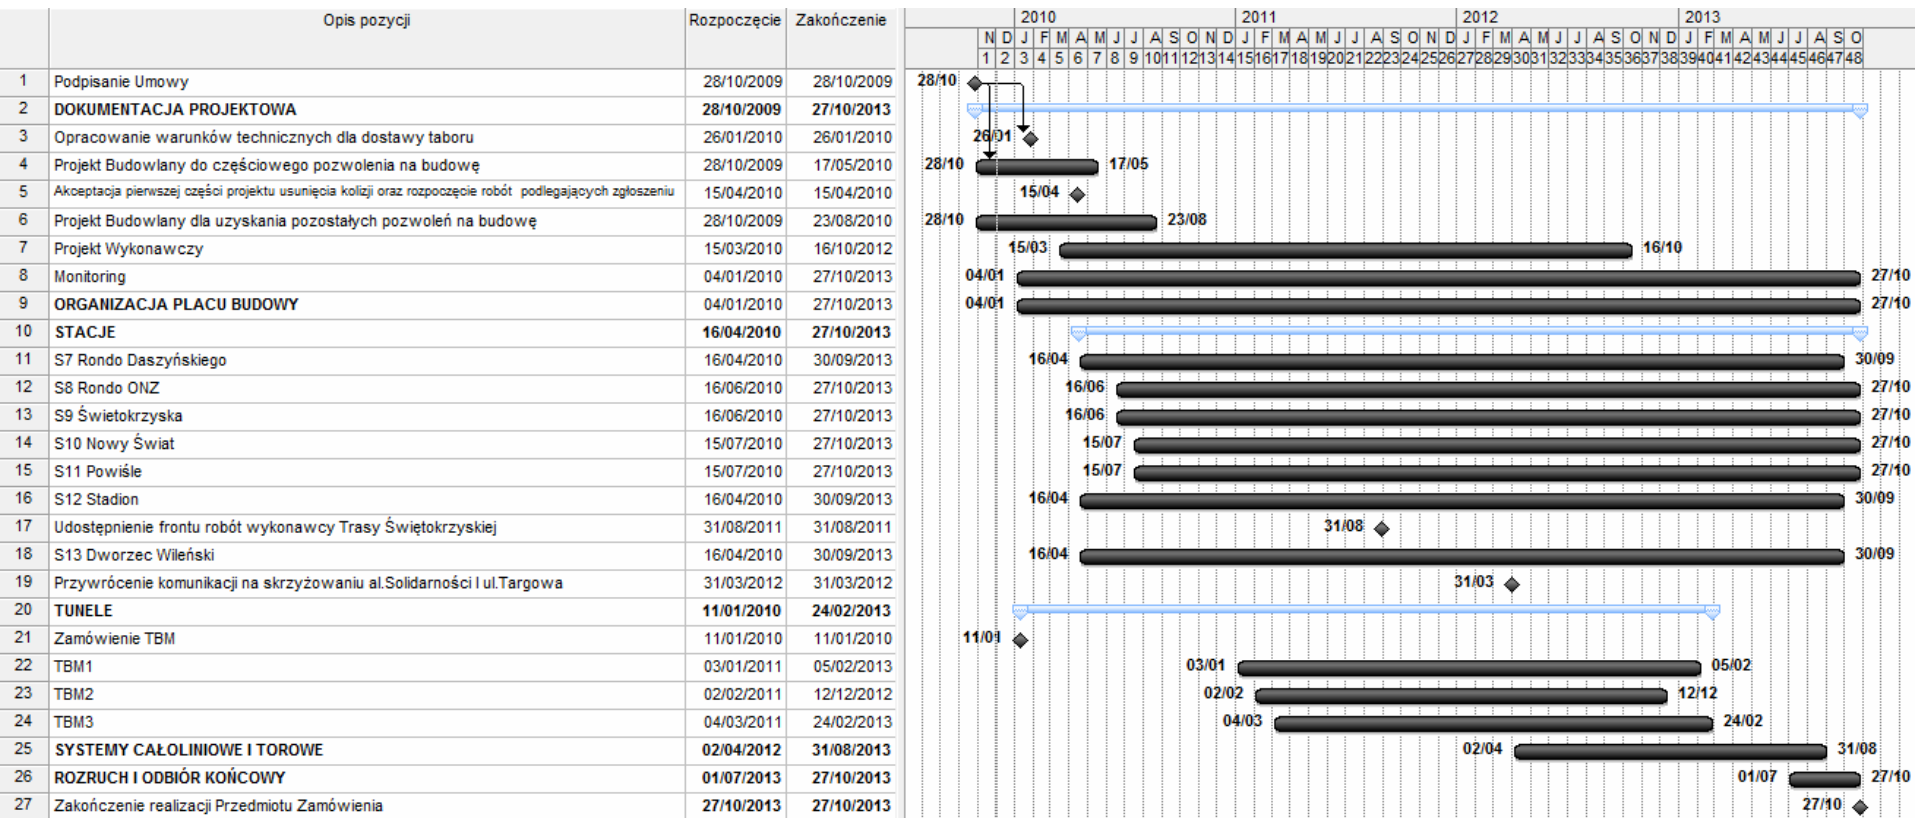 Opis pozycji Rozpoczęcie Zakończenie 2010 2011 2012 2013
N D J F M A M J J A S O N D J F M A M J J A S O N D J F M A M J J A S O N D J F M A M J J A S O
1 2 3 4 5 6 7 8 9 10 11 12 13 14 15 16 17 18 19 20 21 22 23 24 25 26 27 28 29 30 31 32 33 34 35 36 37 38 39 40 41 42 43 44 45 46 47 48
1 Podpisanie Umowy 28/10/2009 28/10/2009 28/10
2 DOKUMENTACJA PROJEKTOWA 28/10/2009 27/10/2013
3 Opracowanie warunków technicznych dla dostawy taboru 26/01/2010 26/01/2010 26/01
4 Projekt Budowlany do częściowego pozwolenia na budowę 28/10/2009 17/05/2010 28/10 17/05
5 Akceptacja pierwszej części projektu usunięcia kolizji oraz rozpoczęcie robót podlegających zgłoszeniu 15/04/2010 15/04/2010 15/04
6 Projekt Budowlany dla uzyskania pozostałych pozwoleń na budowę 28/10/2009 23/08/2010 28/10 23/08
7 Projekt Wykonawczy 15/03/2010 16/10/2012 15/03 16/10
8 Monitoring 04/01/2010 27/10/2013 04/01 27/10
9 ORGANIZACJA PLACU BUDOWY 04/01/2010 27/10/2013 04/01 27/10
10 STACJE 16/04/2010 27/10/2013
11 S7 Rondo Daszyńskiego 16/04/2010 30/09/2013 16/04 30/09
12 S8 Rondo ONZ 16/06/2010 27/10/2013 16/06 27/10
13 S9 Świetokrzyska 16/06/2010 27/10/2013 16/06 27/10
14 S10 Nowy Świat 15/07/2010 27/10/2013 15/07 27/10
15 S11 Powiśle 15/07/2010 27/10/2013 15/07 27/10
16 S12 Stadion 16/04/2010 30/09/2013 16/04 30/09
17 Udostępnienie frontu robót wykonawcy Trasy Świętokrzyskiej 31/08/2011 31/08/2011 31/08
18 S13 Dworzec Wileński 16/04/2010 30/09/2013 16/04 30/09
19 Przywrócenie komunikacji na skrzyżowaniu al.Solidarności I ul.Targowa 31/03/2012 31/03/2012 31/03
20 TUNELE 11/01/2010 24/02/2013
21 Zamówienie TBM 11/01/2010 11/01/2010 11/01
22 TBM1 03/01/2011 05/02/2013 03/01 05/02
23 TBM2 02/02/2011 12/12/2012 02/02 12/12
24 TBM3 04/03/2011 24/02/2013 04/03 24/02
25 SYSTEMY CAŁOLINIOWE I TOROWE 02/04/2012 31/08/2013 02/04 31/08
26 ROZRUCH I ODBIÓR KOŃCOWY 01/07/2013 27/10/2013 01/07 27/10
27 Zakończenie realizacji Przedmiotu Zamówienia 27/10/2013 27/10/2013 27/10